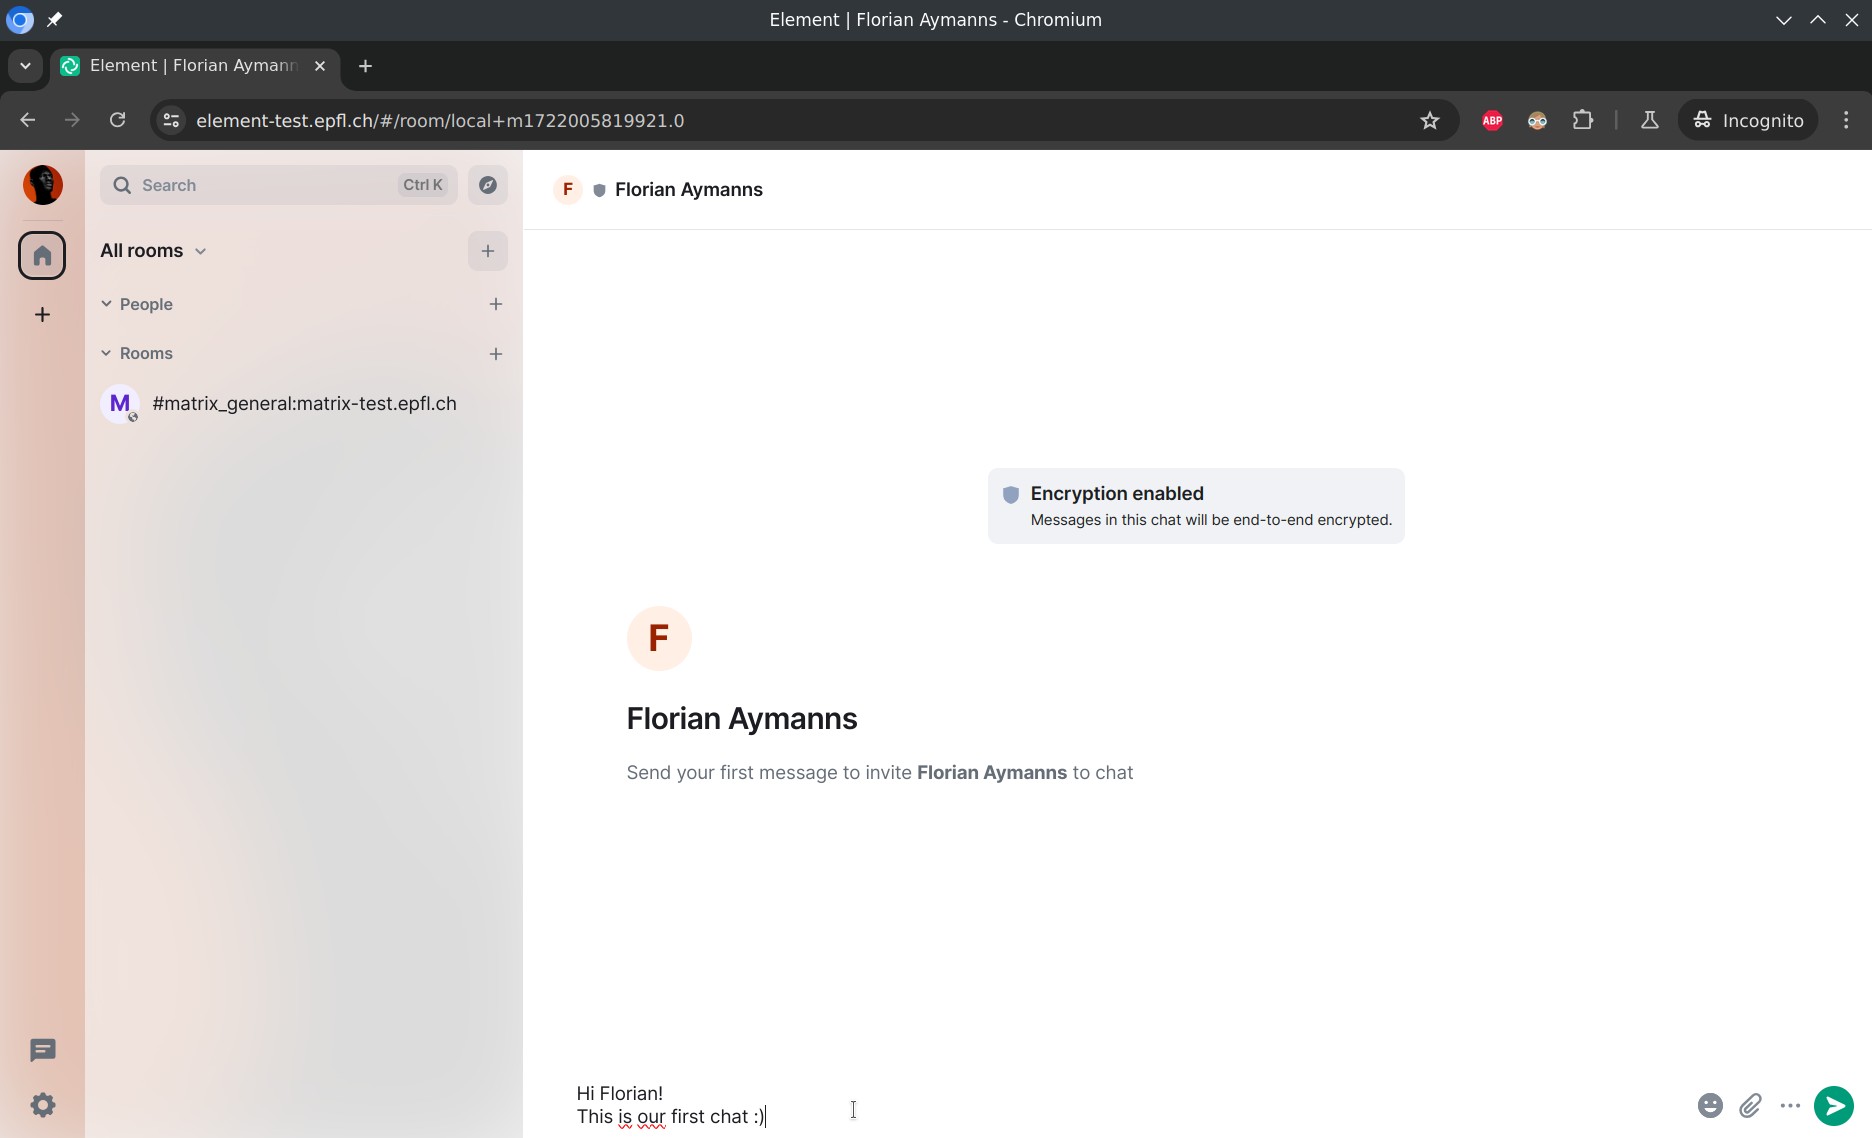 Element | Florian Aymanns - Chromium
Element | Florian Aymann
element-test.epfl.ch/#/room/local+m1722005819921.0
ABP
Incognito
Search
Ctrl K
F
Florian Aymanns
All rooms
People
Rooms
M
#matrix_general:matrix-test.epfl.ch
Encryption enabled
Messages in this chat will be end-to-end encrypted.
F
Florian Aymanns
Send your first message to invite Florian Aymanns to chat
Hi Florian!
This is our first chat :)